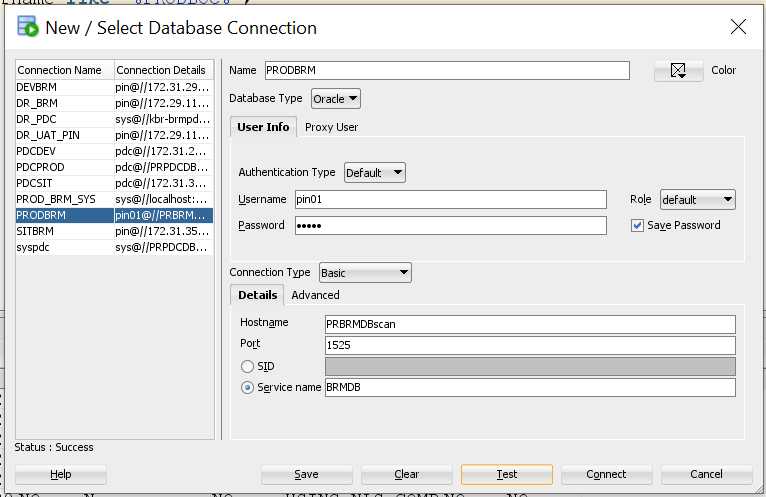 New / Select Database Connection
Connection Name Connection Details
DEVBRM pin@//172.31.29...
DR_BRM pin@//172.29.11...
DR_PDC sys@//kbr-brmpd...
DR_UAT_PIN pin@//172.29.11...
PDCDEV pdc@//172.31.2...
PDCPROD pdc@//PRPDCDB...
PDCSIT pdc@//172.31.3...
PROD_BRM_SYS sys@//localhost:...
PRODBRM pin01@//PRBRM...
SITBRM pin@//172.31.35...
syspdc sys@//PRPDCDB...
Name PRODBRM Color
Database Type Oracle
User Info Proxy User
Authentication Type Default
Username pin01 Role default
Password ••••• Save Password
Connection Type Basic
Details Advanced
Hostname PRBRMDBscan
Port 1525
SID
Service name BRMDB
Status : Success
Help Save Clear Test Connect Cancel